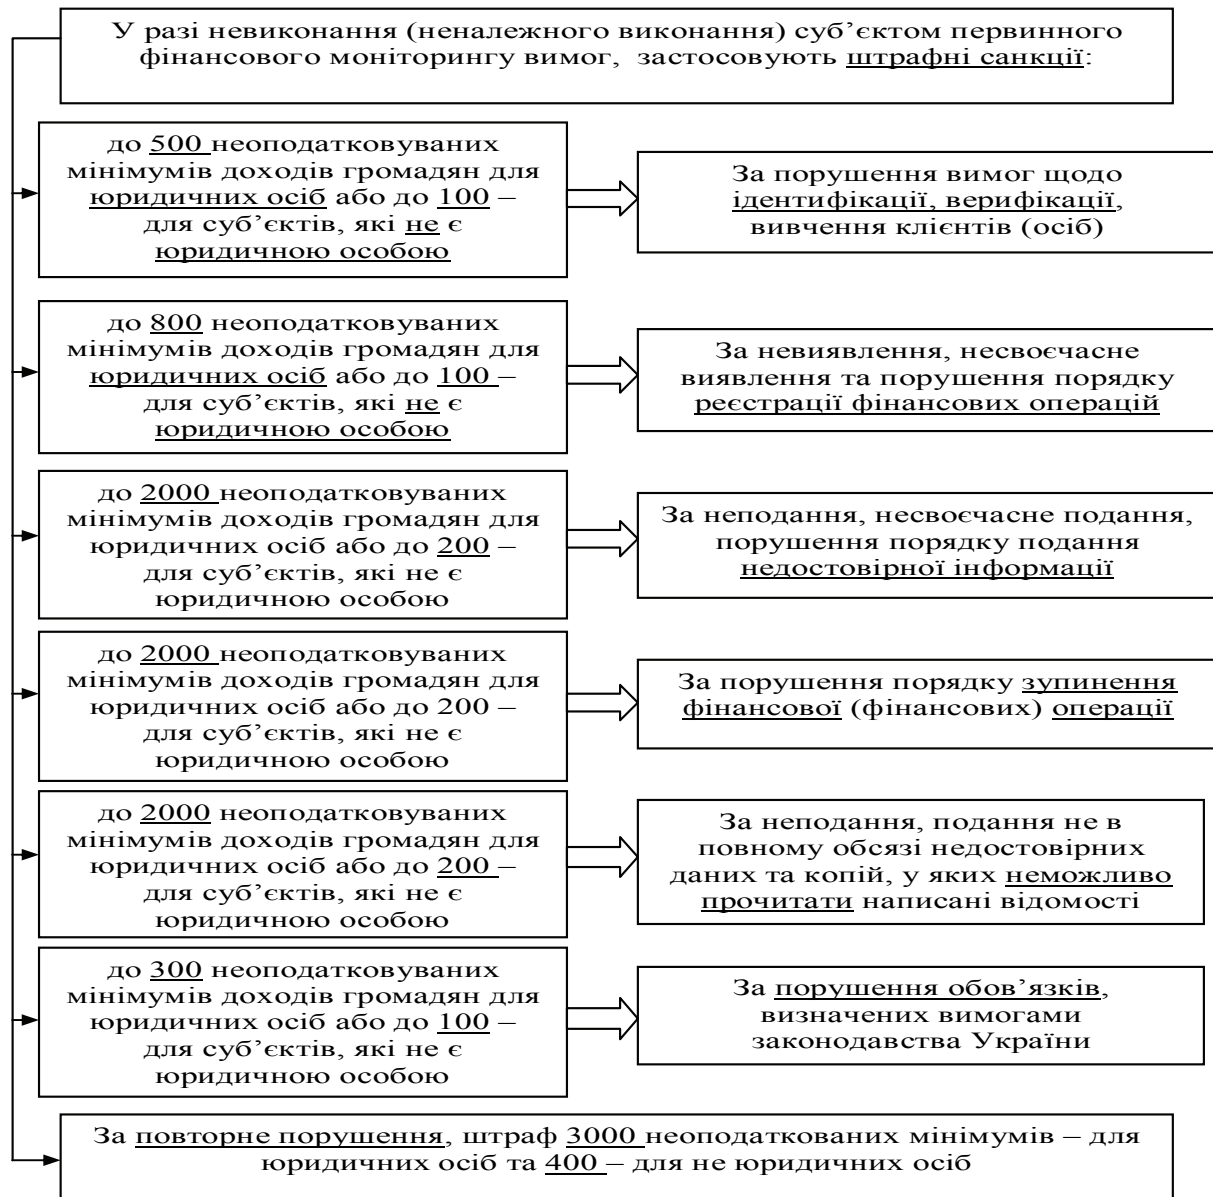 У разі невиконання (неналежного виконання) суб’єктом первинного
фінансового моніторингу вимог, застосовують штрафні санкції:
до 500 неоподатковуваних
мінімумів доходів громадян для
юридичних осіб або до 100 –
для суб’єктів, які не є
юридичною особою
За порушення вимог щодо
ідентифікації, верифікації,
вивчення клієнтів (осіб)
до 800 неоподатковуваних
мінімумів доходів громадян для
юридичних осіб або до 100 –
для суб’єктів, які не є
юридичною особою
За невиявлення, несвоєчасне
виявлення та порушення порядку
реєстрації фінансових операцій
до 2000 неоподатковуваних
мінімумів доходів громадян для
юридичних осіб або до 200 –
для суб’єктів, які не є
юридичною особою
За неподання, несвоєчасне подання,
порушення порядку подання
недостовірної інформації
до 2000 неоподатковуваних
мінімумів доходів громадян для
юридичних осіб або до 200 –
для суб’єктів, які не є
юридичною особою
За порушення порядку зупинення
фінансової (фінансових) операції
до 2000 неоподатковуваних
мінімумів доходів громадян для
юридичних осіб або до 200 –
для суб’єктів, які не є
юридичною особою
За неподання, подання не в
повному обсязі недостовірних
даних та копій, у яких неможливо
прочитати написані відомості
до 300 неоподатковуваних
мінімумів доходів громадян для
юридичних осіб або до 100 –
для суб’єктів, які не є
юридичною особою
За порушення обов’язків,
визначених вимогами
законодавства України
За повторне порушення, штраф 3000 неоподаткованих мінімумів – для
юридичних осіб та 400 – для не юридичних осіб